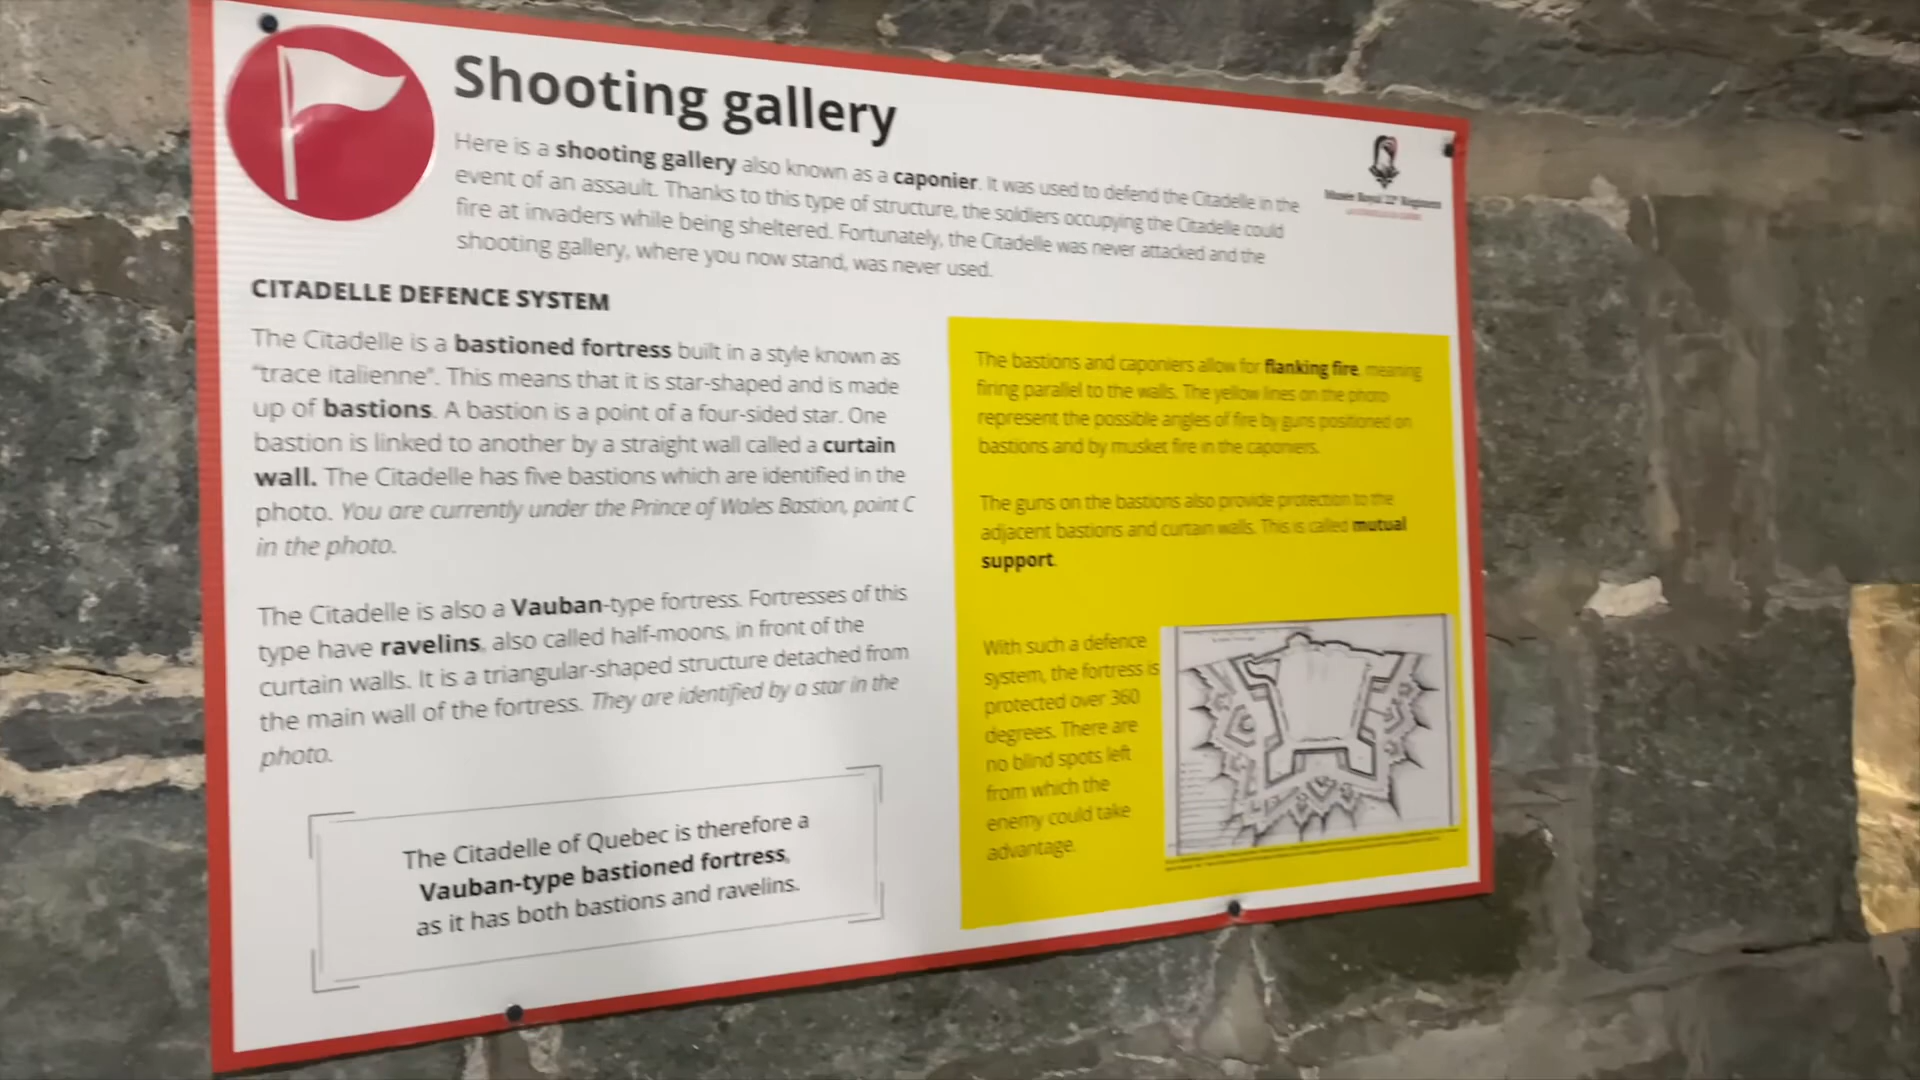 Shooting gallery
Here is a shooting gallery also known as a caponier. It was used to defend the Citadelle in the
event of an assault. Thanks to this type of structure, the soldiers occupying the Citadelle could
fire at invaders while being sheltered. Fortunately, the Citadelle was never attacked and the
shooting gallery, where you now stand, was never used.
Musée Royal 22e Régiment
CITADELLE DEFENCE SYSTEM
The Citadelle is a bastioned fortress built in a style known as
“trace italienne”. This means that it is star-shaped and is made
up of bastions. A bastion is a point of a four-sided star. One
bastion is linked to another by a straight wall called a curtain
wall. The Citadelle has five bastions which are identified in the
photo. You are currently under the Prince of Wales Bastion, point C
in the photo.
The Citadelle is also a Vauban-type fortress. Fortresses of this
type have ravelins, also called half-moons, in front of the
curtain walls. It is a triangular-shaped structure detached from
the main wall of the fortress. They are identified by a star in the
photo.
The Citadelle of Quebec is therefore a
Vauban-type bastioned fortress,
as it has both bastions and ravelins.
The bastions and caponiers allow for flanking fire, meaning
firing parallel to the walls. The yellow lines on the photo
represent the possible angles of fire by guns positioned on
bastions and by musket fire in the caponiers.
The guns on the bastions also provide protection to the
adjacent bastions and curtain walls. This is called mutual
support.
With such a defence
system, the fortress is
protected over 360
degrees. There are
no blind spots left
from which the
enemy could take
advantage.